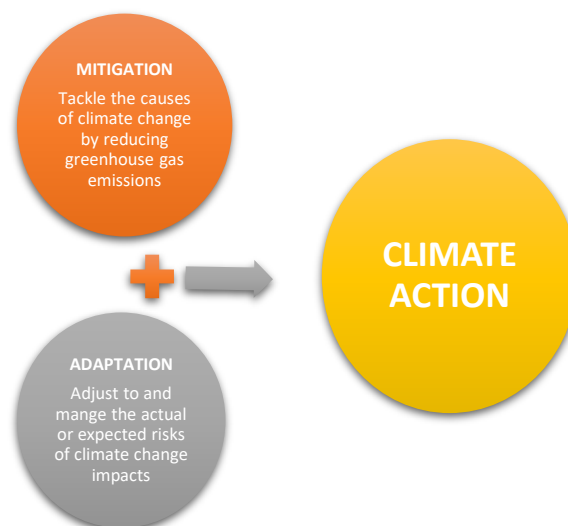 MITIGATION
Tackle the causes
of climate change
by reducing
greenhouse gas
emissions
CLIMATE
ACTION
ADAPTATION
Adjust to and
mange the actual
or expected risks
of climate change
impacts